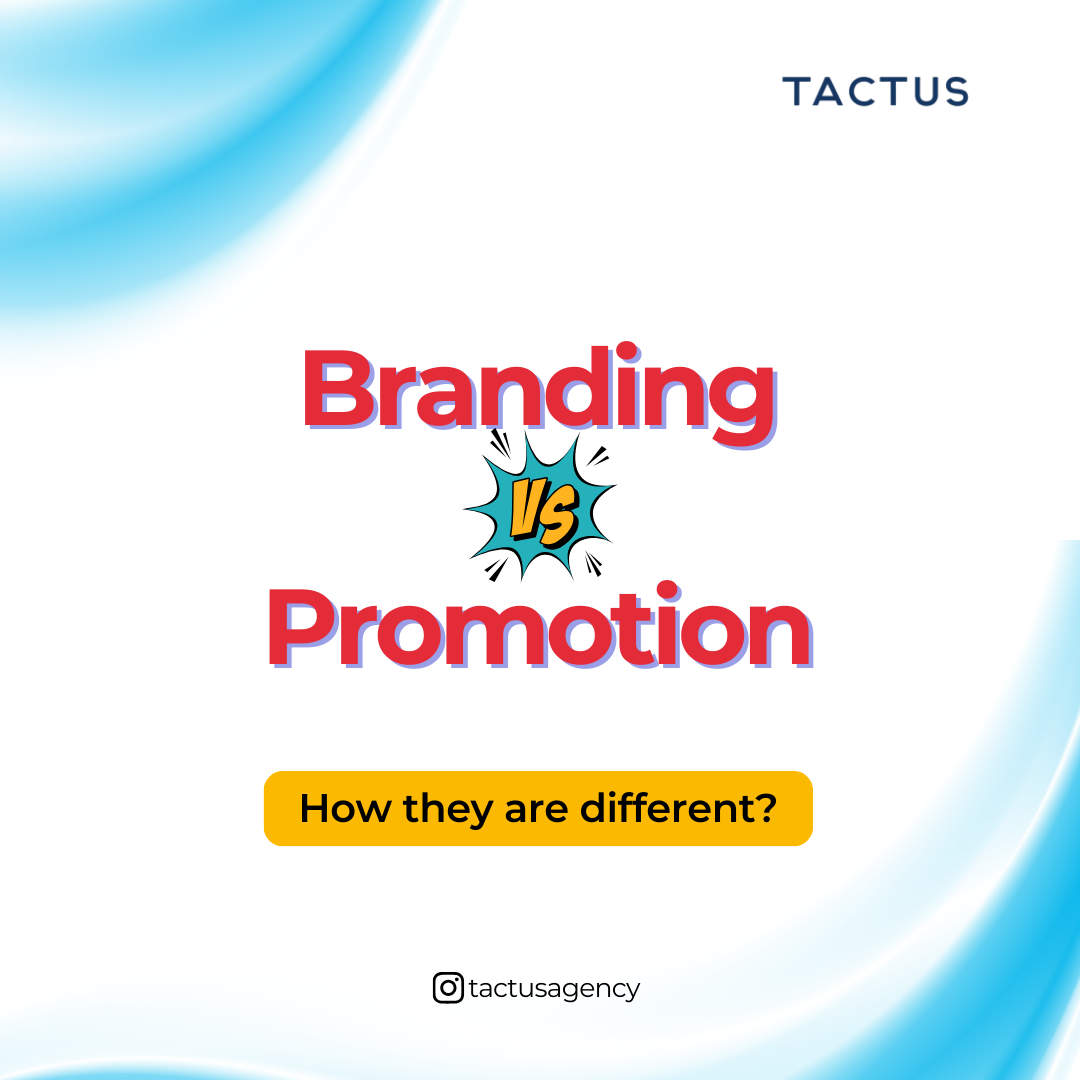 TACTUS
Branding
VS
Promotion
How they are different?
tactusagency